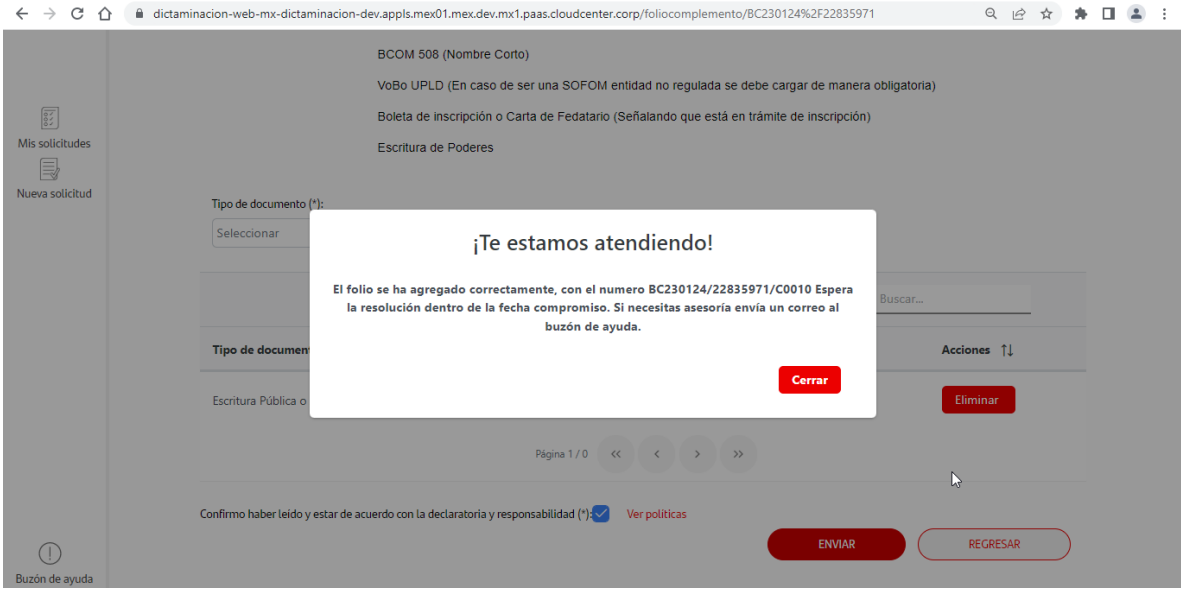 dictaminacion-web-mx-dictaminacion-dev.appls.mex01.mex.dev.mx1.paas.cloudcenter.corp/foliocomplemento/BC230124%2F22835971
BCOM 508 (Nombre Corto)
VoBo UPLD (En caso de ser una SOFOM entidad no regulada se debe cargar de manera obligatoria)
Boleta de inscripción o Carta de Fedatario (Señalando que está en trámite de inscripción)
Escritura de Poderes
Mis solicitudes
Nueva solicitud
Tipo de documento (*):
Seleccionar
¡Te estamos atendiendo!
El folio se ha agregado correctamente, con el numero BC230124/22835971/C0010 Espera
la resolución dentro de la fecha compromiso. Si necesitas asesoría envía un correo al
buzón de ayuda.
Cerrar
Buscar...
Tipo de documen
Acciones
Escritura Pública o
Eliminar
Página 1 / 0
Confirmo haber leído y estar de acuerdo con la declaratoria y responsabilidad (*): Ver políticas
ENVIAR
REGRESAR
Buzón de ayuda